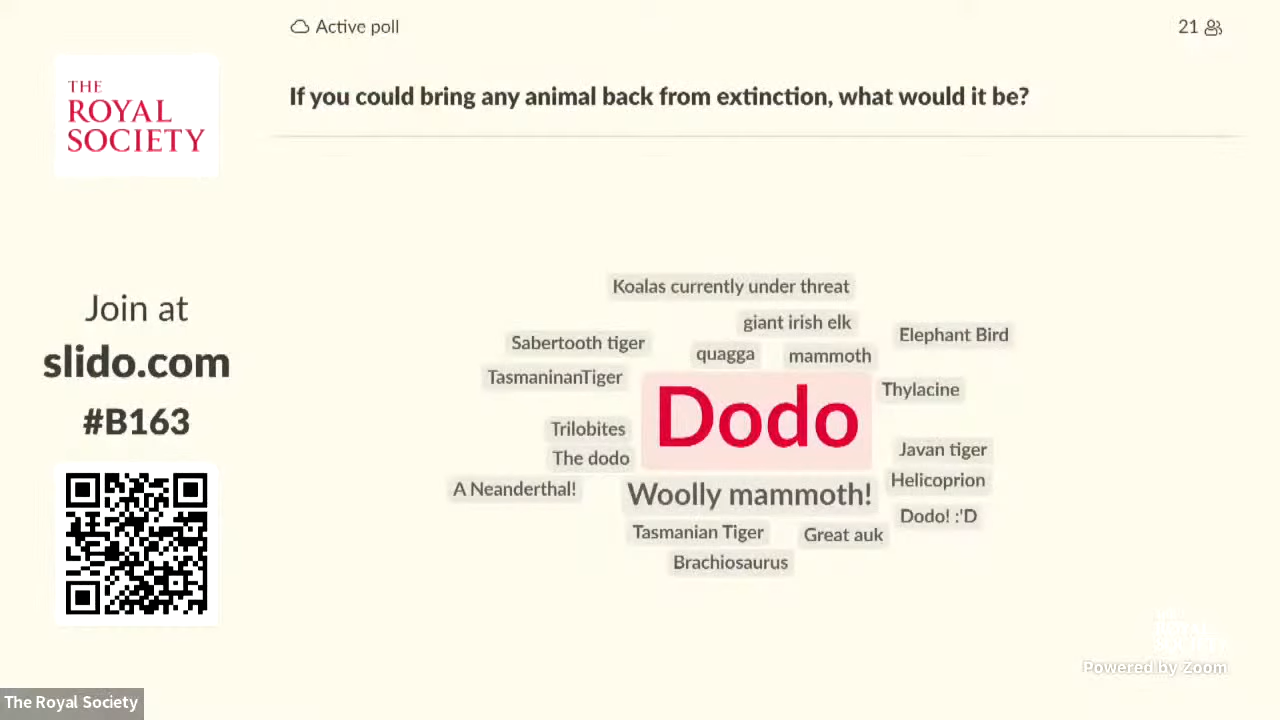 Active poll
21
THE
ROYAL
SOCIETY
If you could bring any animal back from extinction, what would it be?
Join at
slido.com
#B163
Koalas currently under threat
giant irish elk
Elephant Bird
Sabertooth tiger
quagga
mammoth
TasmaninanTiger
Thylacine
Dodo
Trilobites
The dodo
Javan tiger
A Neanderthal!
Woolly mammoth!
Helicoprion
Dodo! :'D
Tasmanian Tiger
Great auk
Brachiosaurus
Powered by Zoom
The Royal Society